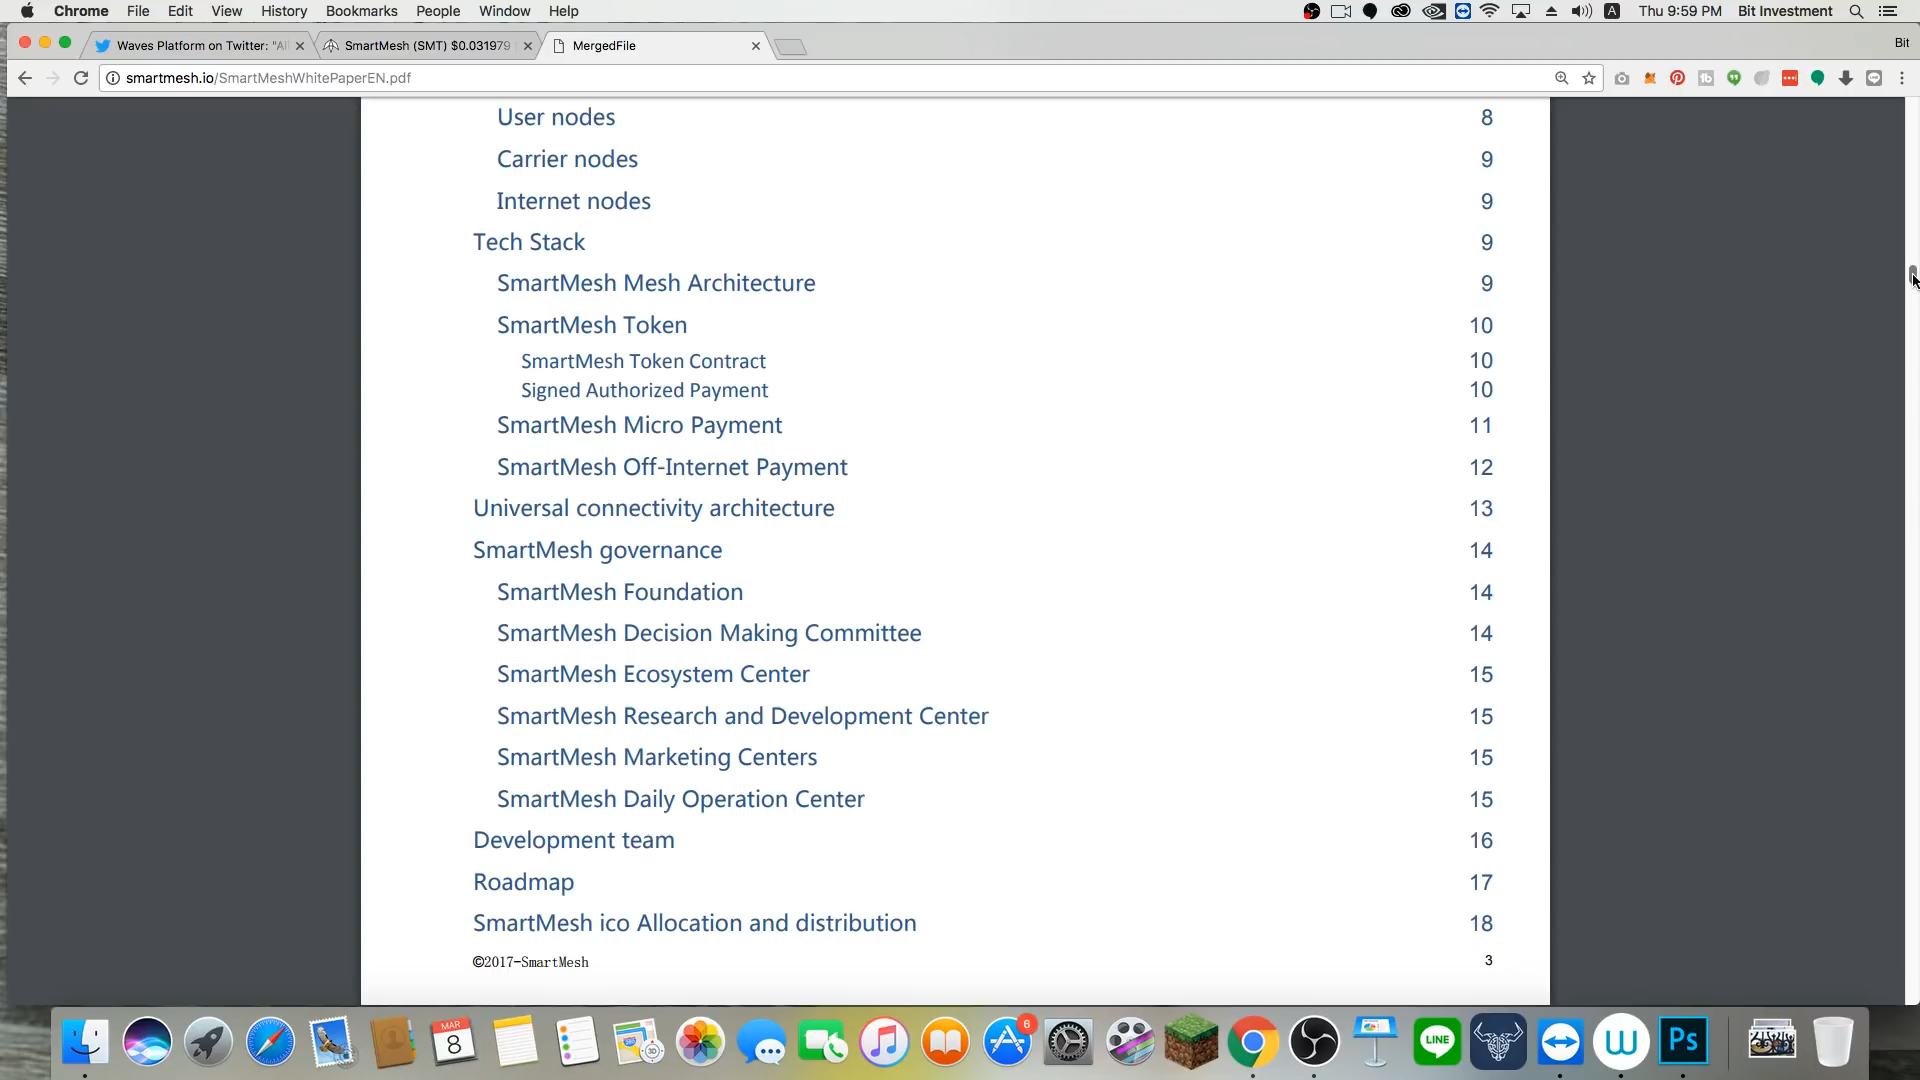 Chrome File Edit View History Bookmarks People Window Help
Thu 9:59 PM Bit Investment
Waves Platform on Twitter: "Al
SmartMesh (SMT) $0.031979
MergedFile
Bit
smartmesh.io/SmartMeshWhitePaperEN.pdf
User nodes 8
Carrier nodes 9
Internet nodes 9
Tech Stack 9
SmartMesh Mesh Architecture 9
SmartMesh Token 10
SmartMesh Token Contract 10
Signed Authorized Payment 10
SmartMesh Micro Payment 11
SmartMesh Off-Internet Payment 12
Universal connectivity architecture 13
SmartMesh governance 14
SmartMesh Foundation 14
SmartMesh Decision Making Committee 14
SmartMesh Ecosystem Center 15
SmartMesh Research and Development Center 15
SmartMesh Marketing Centers 15
SmartMesh Daily Operation Center 15
Development team 16
Roadmap 17
SmartMesh ico Allocation and distribution 18
©2017-SmartMesh 3
MAR
8
6
LINE
W
Ps